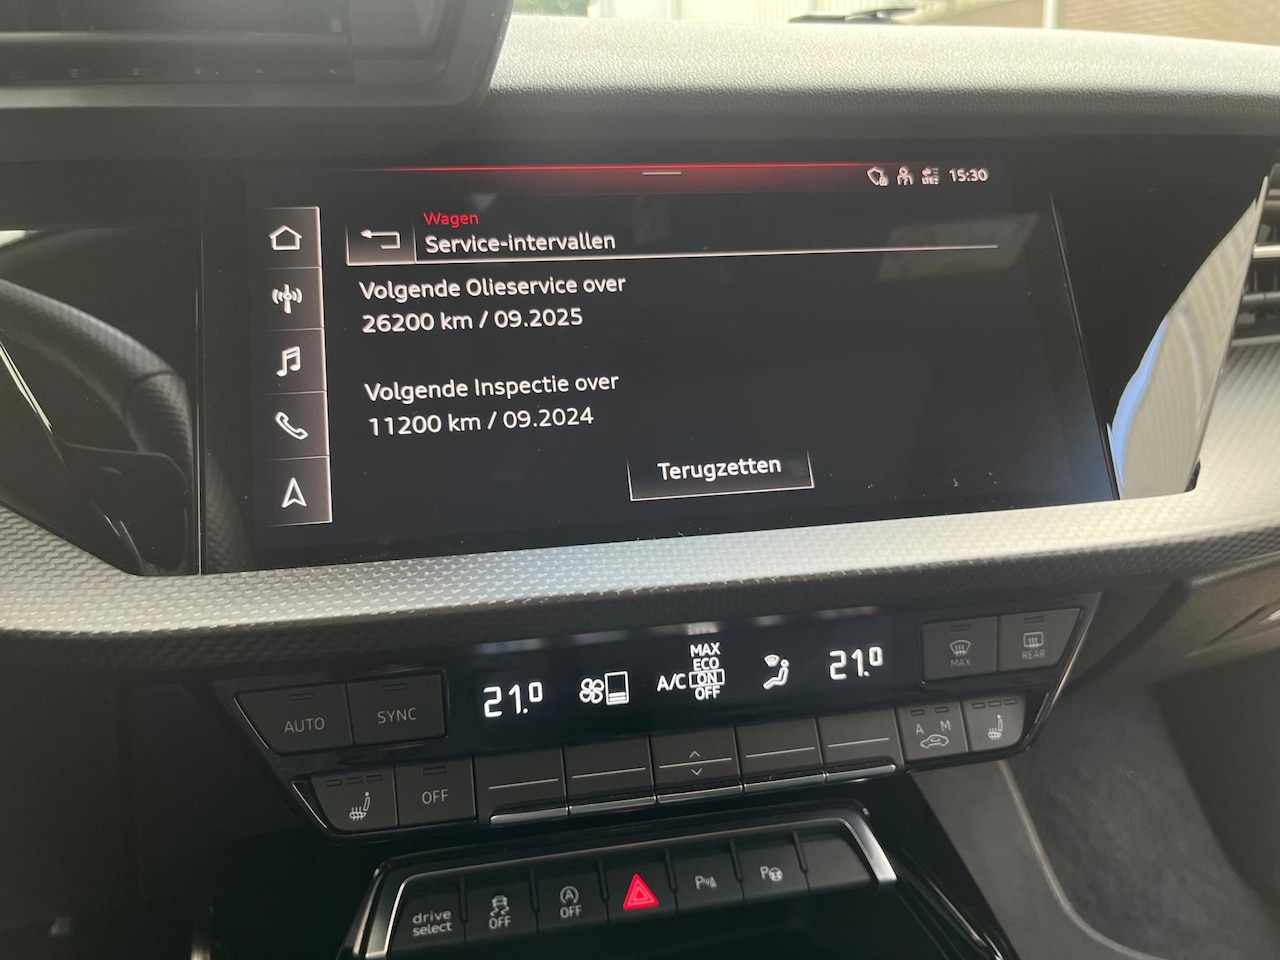 15:30
Wagen
Service-intervallen
Volgende Olieservice over
26200 km / 09.2025
Volgende Inspectie over
11200 km / 09.2024
Terugzetten
MAX
ECO
A/C ON
OFF
21.0
21.0
MAX
REAR
AUTO
SYNC
A M
OFF
drive
select
OFF
A
OFF
P
P